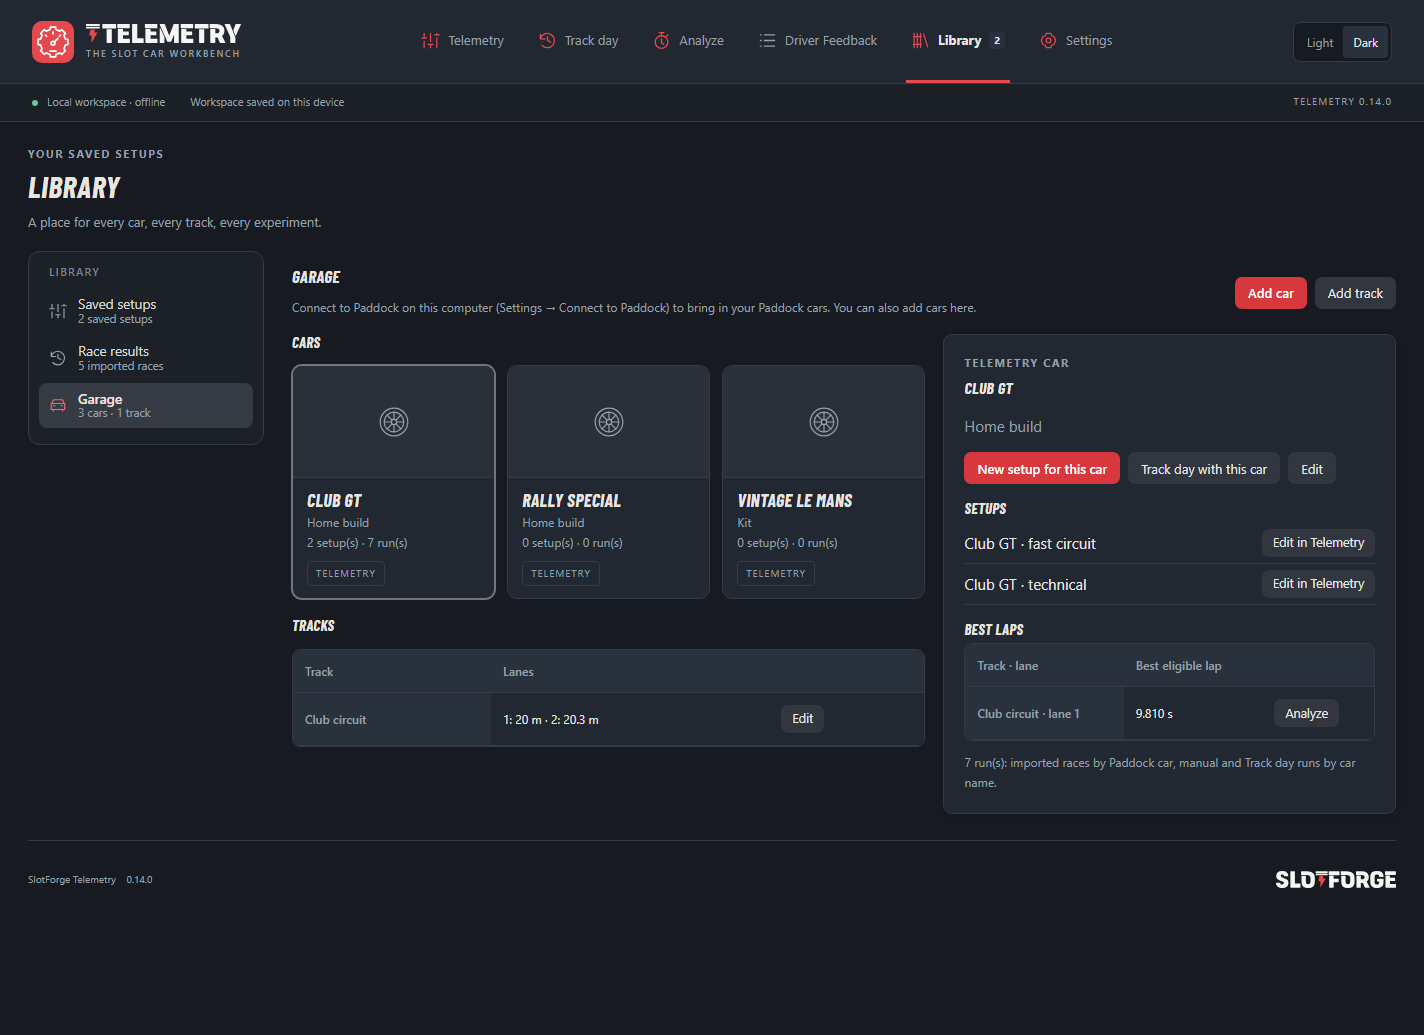 TELEMETRY
THE SLOT CAR WORKBENCH
Telemetry
Track day
Analyze
Driver Feedback
Library 2
Settings
Light Dark
Local workspace · offline
Workspace saved on this device
TELEMETRY 0.14.0
YOUR SAVED SETUPS
LIBRARY
A place for every car, every track, every experiment.
LIBRARY
Saved setups
2 saved setups
Race results
5 imported races
Garage
3 cars · 1 track
GARAGE
Connect to Paddock on this computer (Settings → Connect to Paddock) to bring in your Paddock cars. You can also add cars here.
Add car
Add track
CARS
CLUB GT
Home build
2 setup(s) · 7 run(s)
TELEMETRY
RALLY SPECIAL
Home build
0 setup(s) · 0 run(s)
TELEMETRY
VINTAGE LE MANS
Kit
0 setup(s) · 0 run(s)
TELEMETRY
TRACKS
Track Lanes
Club circuit 1: 20 m · 2: 20.3 m Edit
TELEMETRY CAR
CLUB GT
Home build
New setup for this car
Track day with this car
Edit
SETUPS
Club GT · fast circuit Edit in Telemetry
Club GT · technical Edit in Telemetry
BEST LAPS
Track · lane Best eligible lap
Club circuit · lane 1 9.810 s Analyze
7 run(s): imported races by Paddock car, manual and Track day runs by car
name.
SlotForge Telemetry 0.14.0
SLOTFORGE